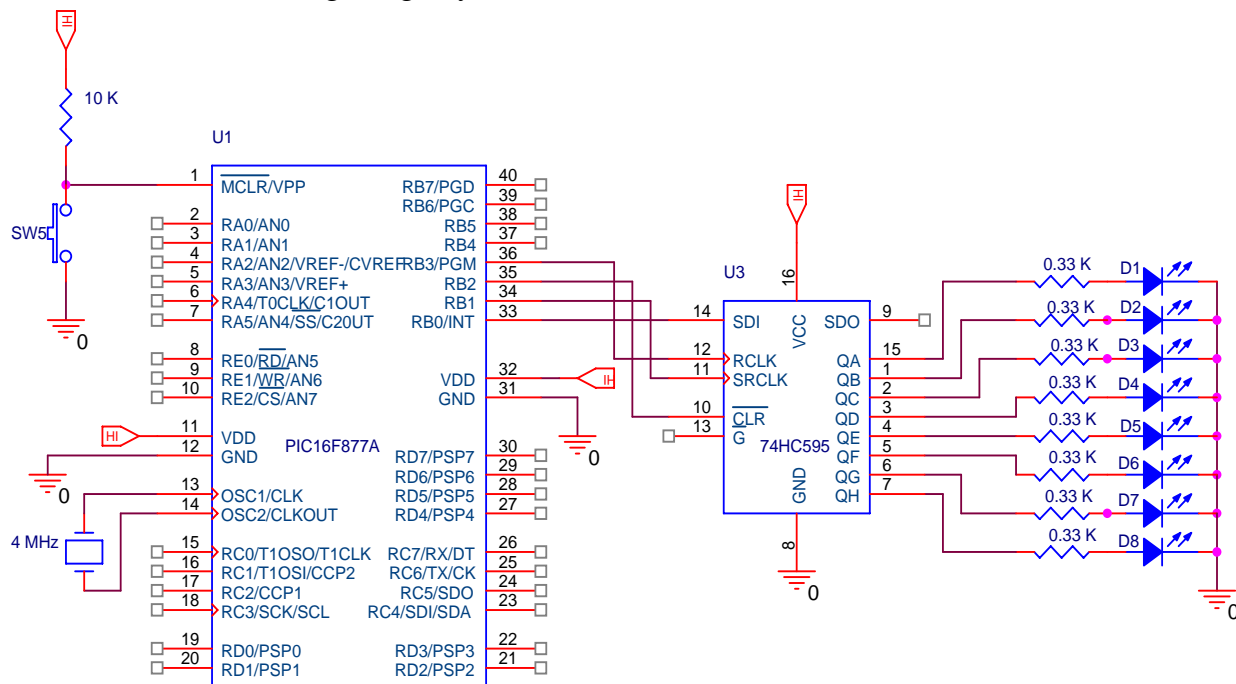 HI
10 K
SW5
0
U1
1 MCLR/VPP
2 RA0/AN0
3 RA1/AN1
4 RA2/AN2/VREF-/CVREF
5 RA3/AN3/VREF+
6 RA4/T0CLK/C1OUT
7 RA5/AN4/SS/C20UT
8 RE0/RD/AN5
9 RE1/WR/AN6
10 RE2/CS/AN7
HI
11 VDD
12 GND
0
13 OSC1/CLK
14 OSC2/CLKOUT
4 MHz
15 RC0/T1OSO/T1CLK
16 RC1/T1OSI/CCP2
17 RC2/CCP1
18 RC3/SCK/SCL
19 RD0/PSP0
20 RD1/PSP1
PIC16F877A
RB7/PGD 40
RB6/PGC 39
RB5 38
RB4 37
RB3/PGM 36
RB2 35
RB1 34
RB0/INT 33
VDD 32
HI
GND 31
0
RD7/PSP7 30
RD6/PSP6 29
RD5/PSP5 28
RD4/PSP4 27
RC7/RX/DT 26
RC6/TX/CK 25
RC5/SDO 24
RC4/SDI/SDA 23
RD3/PSP3 22
RD2/PSP2 21
HI
U3
16 VCC
14 SDI
12 RCLK
11 SRCLK
10 CLR
13 G
74HC595
GND 8
0
SDO 9
QA 15
QB 1
QC 2
QD 3
QE 4
QF 5
QG 6
QH 7
0.33 K D1
0.33 K D2
0.33 K D3
0.33 K D4
0.33 K D5
0.33 K D6
0.33 K D7
0.33 K D8
0